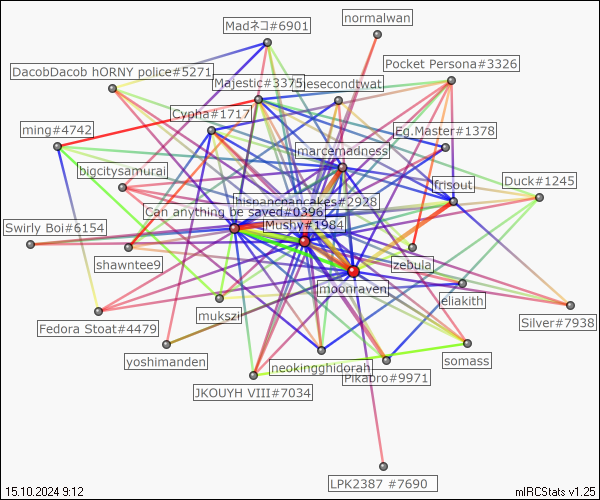 normalwan
Madネコ#6901
Pocket Persona#3326
DacobDacob hORNY police#5271
Majestic#3375
esecondtwat
Cypha#1717
ming#4742
Eg.Master#1378
marcemadness
bigcitysamurai
frisout
Duck#1245
hispancpancakes#2928
Can anything be saved#0396
Mushy#1984
Swirly Boi#6154
shawntee9
zebula
moonraven
eliakith
mukszi
Silver#7938
Fedora Stoat#4479
yoshimanden
neokingghidorah
somass
Pikabro#9971
JKOUYH VIII#7034
LPK2387 #7690
15.10.2024 9:12
mIRCStats v1.25